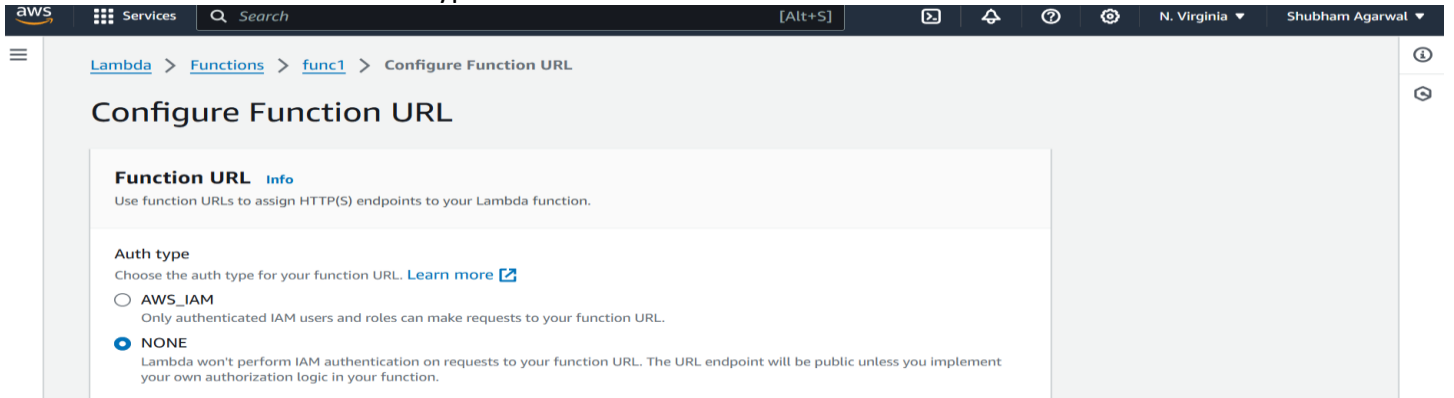 aws Services Search [Alt+S] N. Virginia Shubham Agarwal
Lambda > Functions > func1 > Configure Function URL
Configure Function URL
Function URL Info
Use function URLs to assign HTTP(S) endpoints to your Lambda function.
Auth type
Choose the auth type for your function URL. Learn more
AWS_IAM
Only authenticated IAM users and roles can make requests to your function URL.
NONE
Lambda won't perform IAM authentication on requests to your function URL. The URL endpoint will be public unless you implement
your own authorization logic in your function.